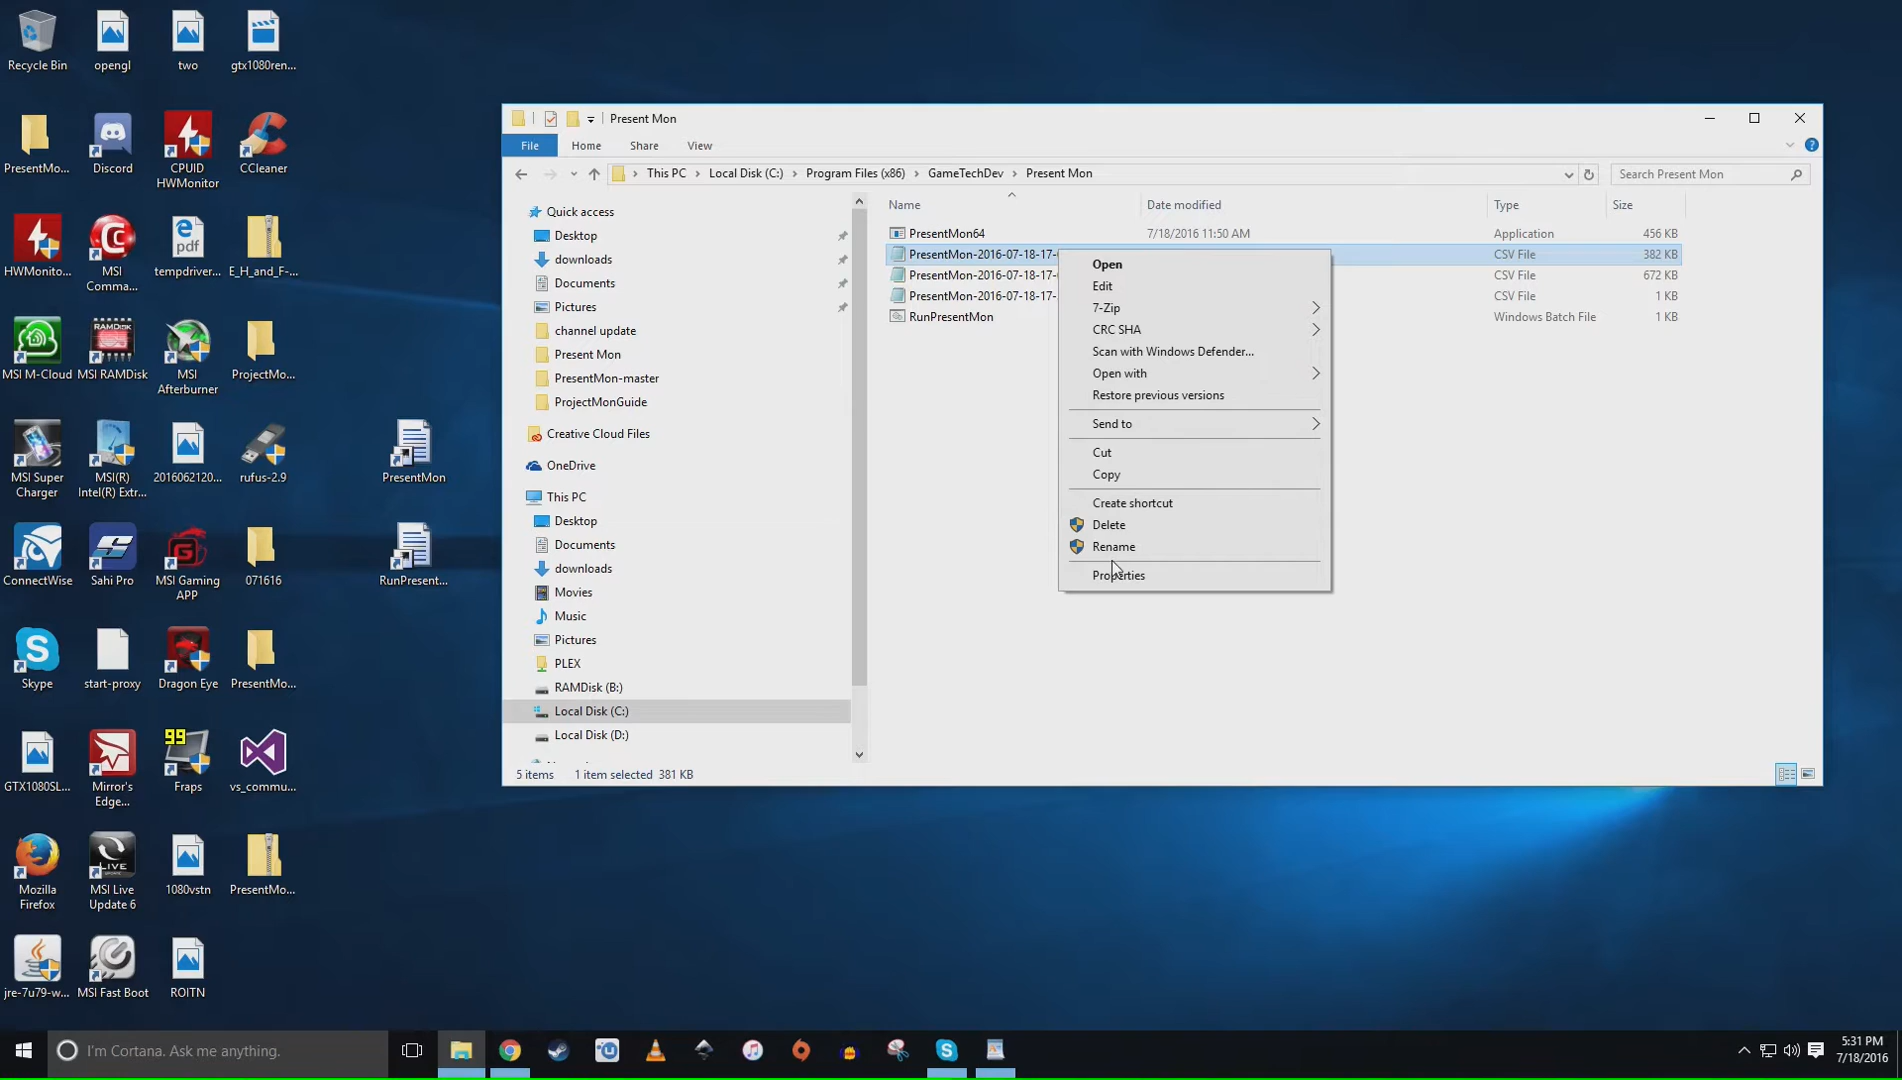 Recycle Bin
opengl
two
gtx1080ren...
PresentMo...
Discord
CPUID
HWMonitor
CCleaner
HWMonito...
MSI
Comma...
pdf
tempdriver...
E_H_and_F-...
MSI M-Cloud
RAMDISK
MSI RAMDisk
MSI
Afterburner
ProjectMo...
MSI Super
Charger
MSI(R)
Intel(R) Extr...
2016062120...
rufus-2.9
PresentMon
ConnectWise
Sahi Pro
MSI Gaming
APP
071616
RunPresent...
Skype
start-proxy
Dragon Eye
PresentMo...
GTX1080SL...
Mirror's
Edge...
99
Fraps
vs_commu...
Mozilla
Firefox
LIVE
MSI Live
Update 6
1080vstn
PresentMo...
jre-7u79-w...
MSI Fast Boot
ROITN
Present Mon
File
Home
Share
View
This PC
Local Disk (C:)
Program Files (x86)
GameTechDev
Present Mon
Search Present Mon
Quick access
Desktop
downloads
Documents
Pictures
channel update
Present Mon
PresentMon-master
ProjectMonGuide
Creative Cloud Files
OneDrive
This PC
Desktop
Documents
downloads
Movies
Music
Pictures
PLEX
RAMDisk (B:)
Local Disk (C:)
Local Disk (D:)
Name Date modified Type Size
PresentMon64 7/18/2016 11:50 AM Application 456 KB
PresentMon-2016-07-18-17- CSV File 382 KB
PresentMon-2016-07-18-17- CSV File 672 KB
PresentMon-2016-07-18-17- CSV File 1 KB
RunPresentMon Windows Batch File 1 KB
Open
Edit
7-Zip
CRC SHA
Scan with Windows Defender...
Open with
Restore previous versions
Send to
Cut
Copy
Create shortcut
Delete
Rename
Properties
5 items 1 item selected 381 KB
I'm Cortana. Ask me anything.
5:31 PM
7/18/2016